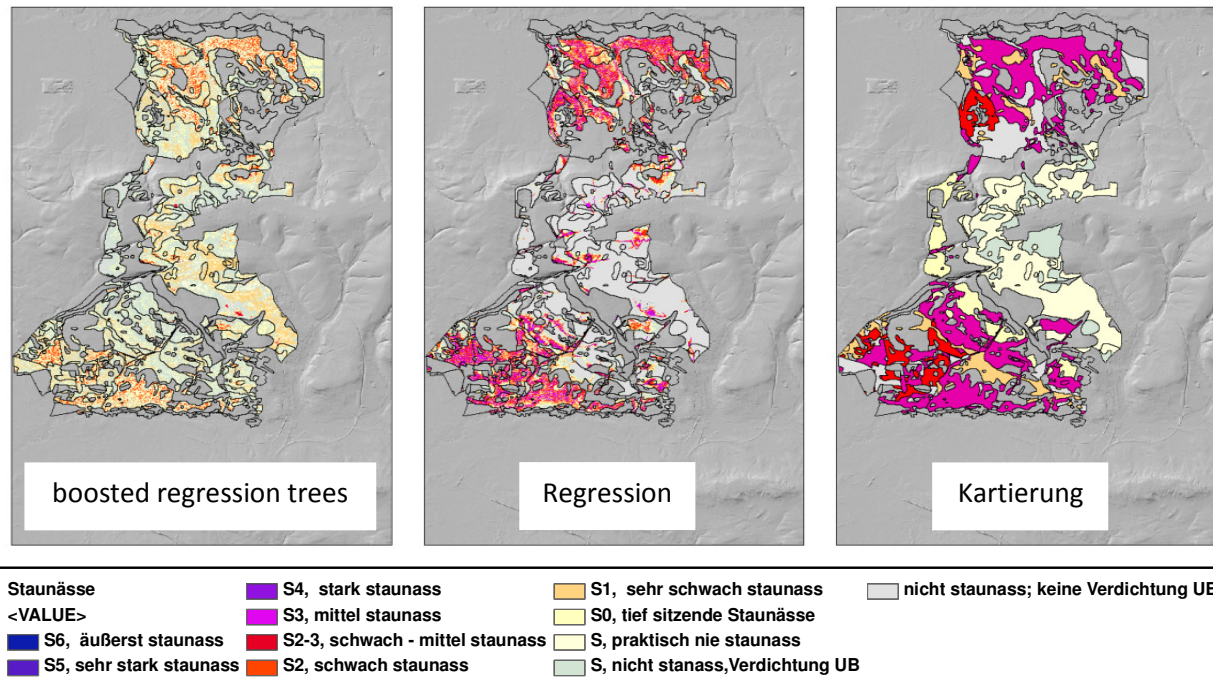 boosted regression trees
Regression
Kartierung
Staunässe
<VALUE>
S6, äußerst staunass
S5, sehr stark staunass
S4, stark staunass
S3, mittel staunass
S2-3, schwach - mittel staunass
S2, schwach staunass
S1, sehr schwach staunass
S0, tief sitzende Staunässe
S, praktisch nie staunass
S, nicht stanass,Verdichtung UB
nicht staunass; keine Verdichtung UB